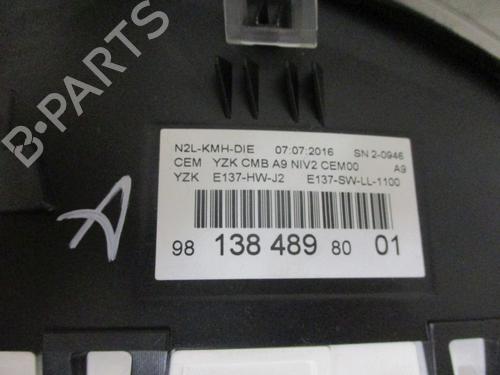 N2L-KMH-DIE 07:07:2016 SN 2-0946
CEM YZK CMB A9 NIV2 CEM00 A9
YZK E137-HW-J2 E137-SW-LL-1100
98 138 489 80 01
A
B-PARTS